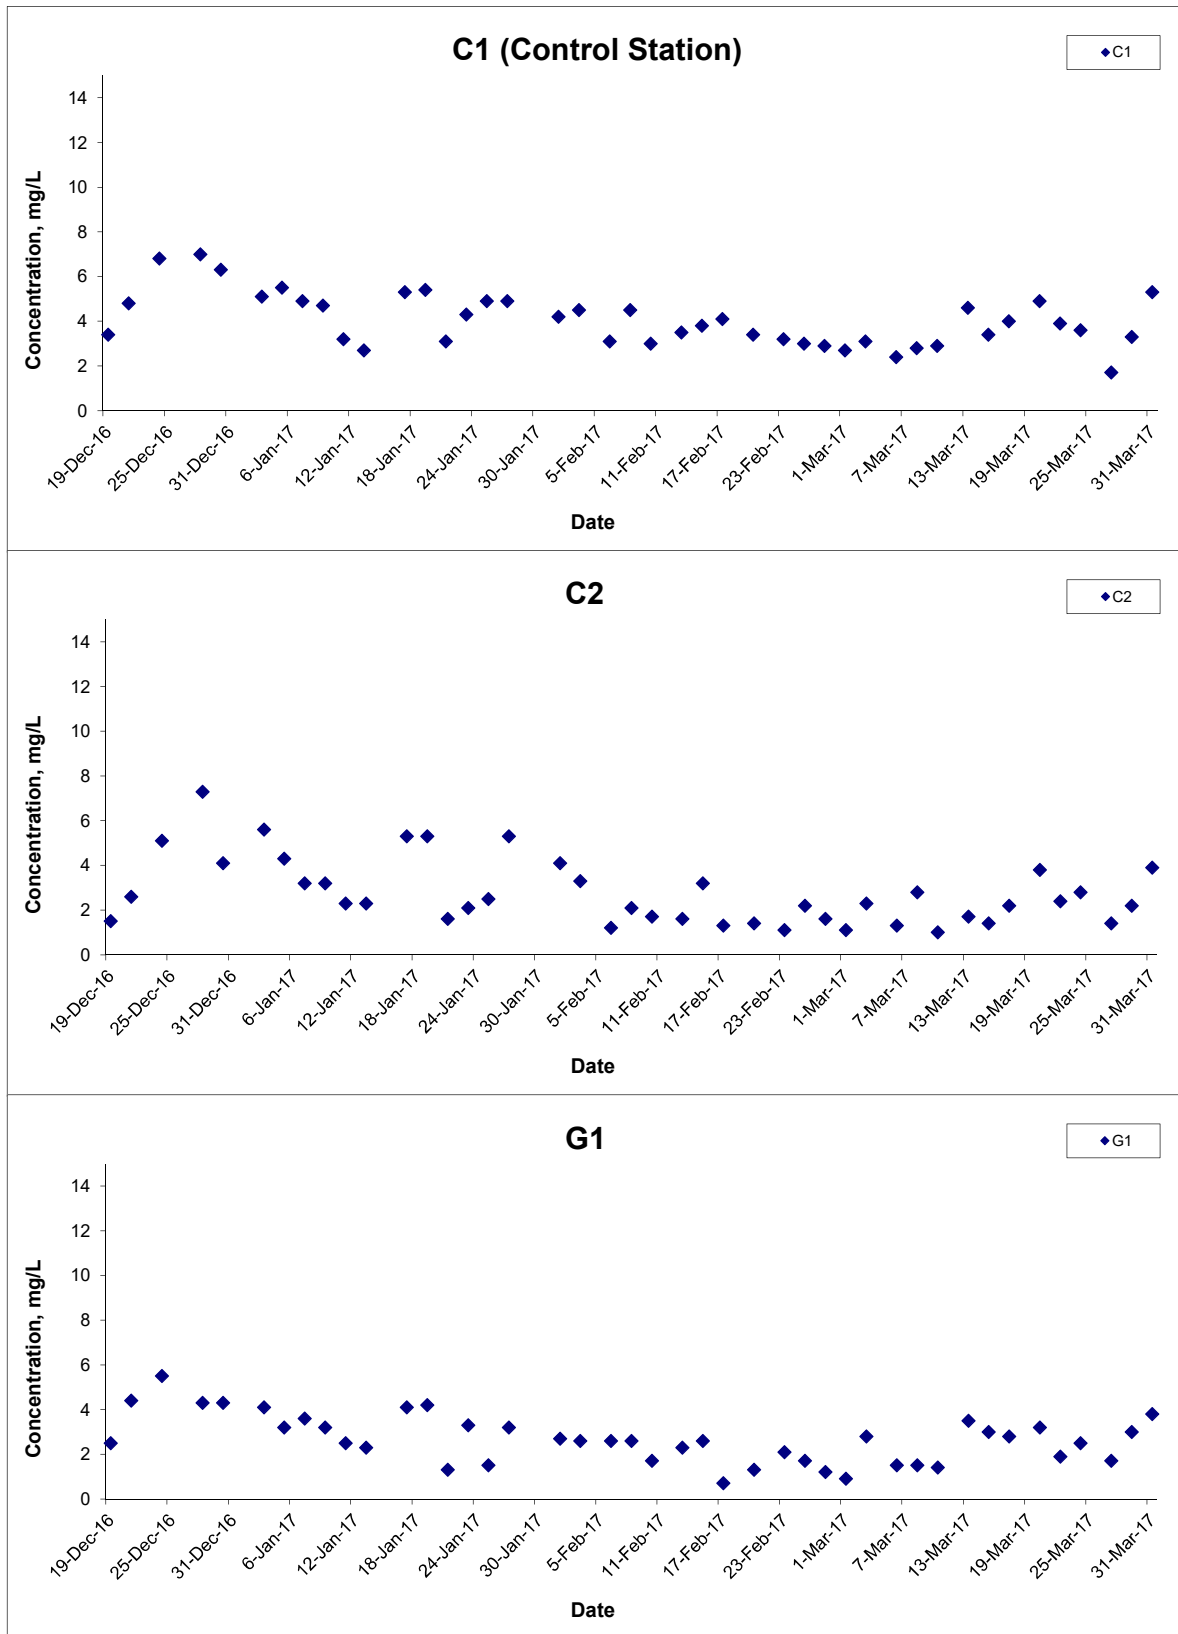 C1 (Control Station)
C1
14
12
10
8
6
4
2
0
Concentration, mg/L
19-Dec-16
25-Dec-16
31-Dec-16
6-Jan-17
12-Jan-17
18-Jan-17
24-Jan-17
30-Jan-17
5-Feb-17
11-Feb-17
17-Feb-17
23-Feb-17
1-Mar-17
7-Mar-17
13-Mar-17
19-Mar-17
25-Mar-17
31-Mar-17
Date
C2
C2
14
12
10
8
6
4
2
0
Concentration, mg/L
19-Dec-16
25-Dec-16
31-Dec-16
6-Jan-17
12-Jan-17
18-Jan-17
24-Jan-17
30-Jan-17
5-Feb-17
11-Feb-17
17-Feb-17
23-Feb-17
1-Mar-17
7-Mar-17
13-Mar-17
19-Mar-17
25-Mar-17
31-Mar-17
Date
G1
G1
14
12
10
8
6
4
2
0
Concentration, mg/L
19-Dec-16
25-Dec-16
31-Dec-16
6-Jan-17
12-Jan-17
18-Jan-17
24-Jan-17
30-Jan-17
5-Feb-17
11-Feb-17
17-Feb-17
23-Feb-17
1-Mar-17
7-Mar-17
13-Mar-17
19-Mar-17
25-Mar-17
31-Mar-17
Date